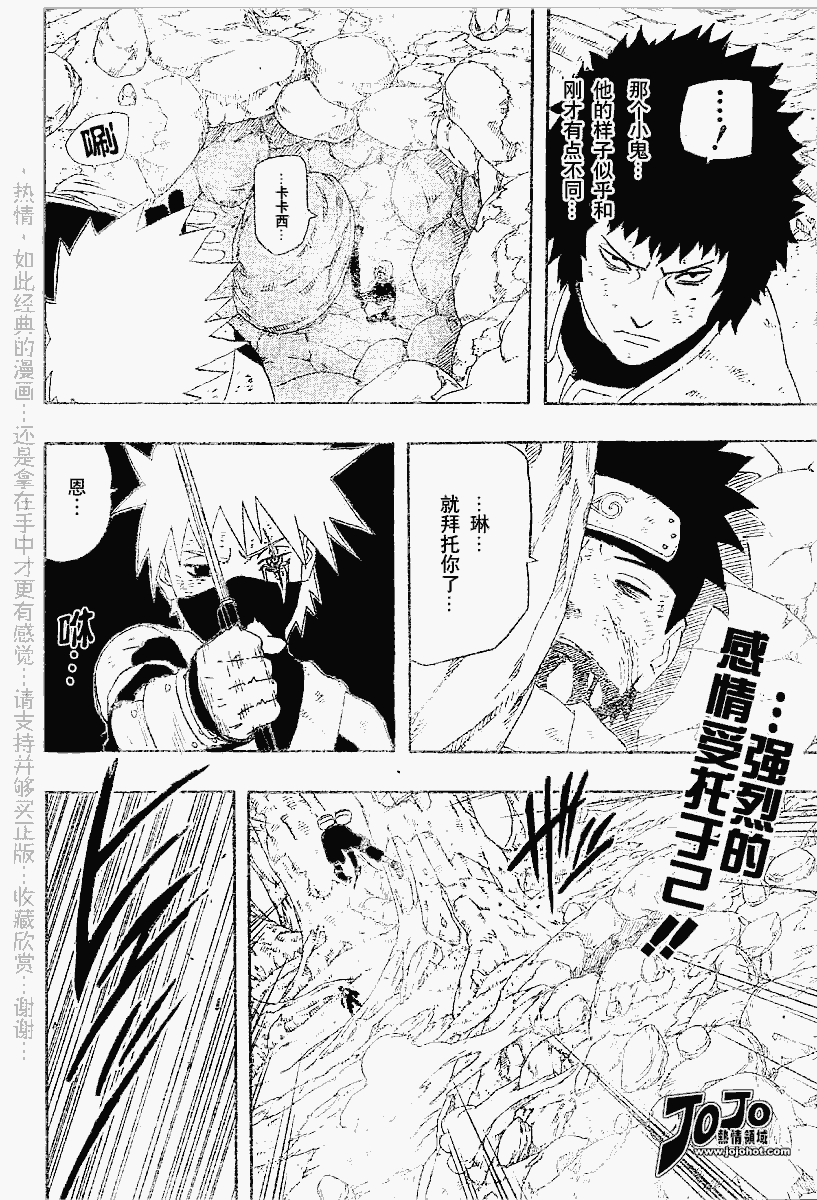 …！
那个小鬼…
他的样子似乎和
刚才有点不同…
…卡卡西…
唰
…琳…
就拜托你了…
恩…
咻…
…强烈的
感情受托于己!!
、热情、如此经典的漫画…还是拿在手中才更有感觉…请支持并够买正版…收藏欣赏…谢谢…
JOJO
熱情領域
www.jojohot.com